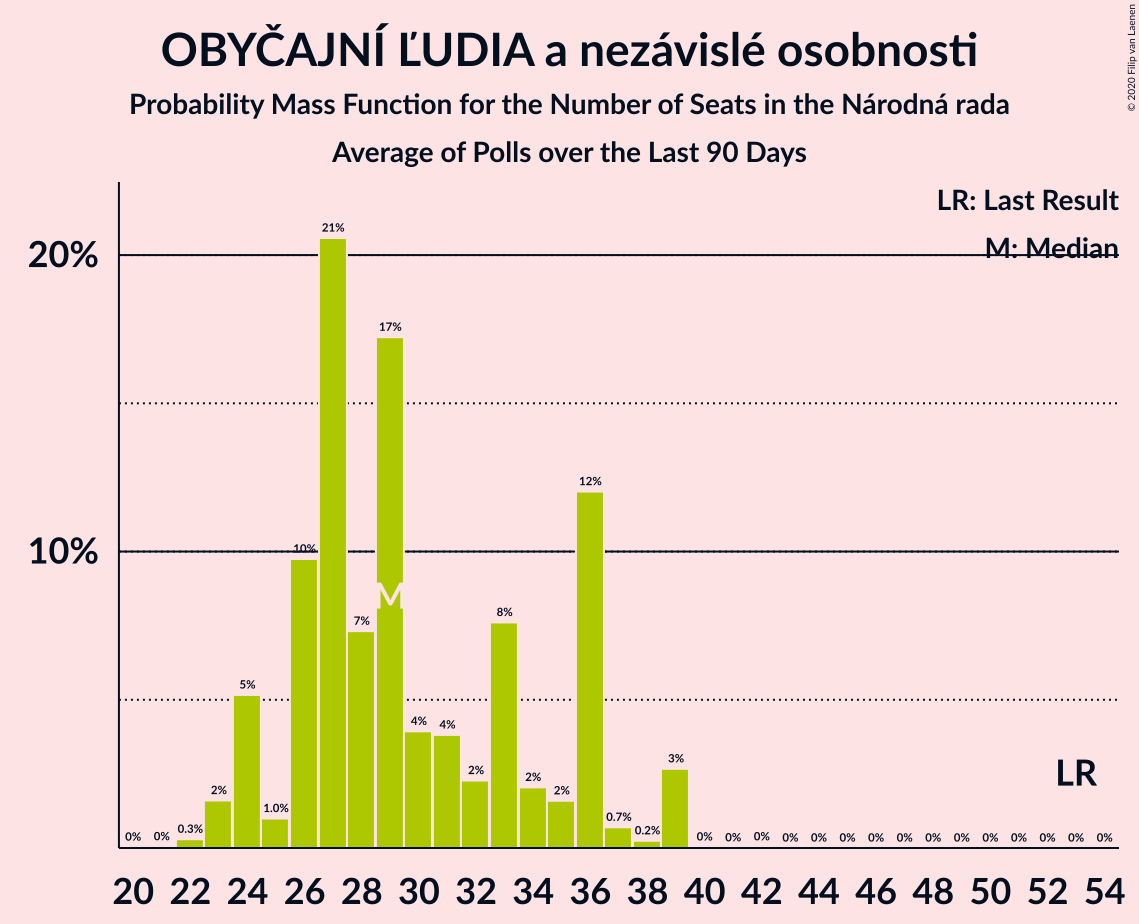 OBYČAJNÍ ĽUDIA a nezávislé osobnosti
Probability Mass Function for the Number of Seats in the Národná rada
Average of Polls over the Last 90 Days
© 2020 Filip van Laenen
LR: Last Result
M: Median
20%
10%
0% 0% 0.3% 2% 5% 1.0% 10% 21% 7% 17% 4% 4% 2% 8% 2% 2% 12% 0.7% 0.2% 3% 0% 0% 0% 0% 0% 0% 0% 0% 0% 0% 0% 0% 0% 0% 0%
M
LR
20 22 24 26 28 30 32 34 36 38 40 42 44 46 48 50 52 54